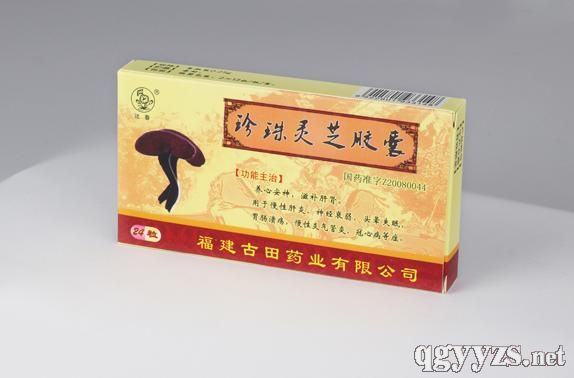 珍珠灵芝胶囊
国药准字Z20080044
【功能主治】
养心安神，滋补肝肾。
用于慢性肝炎，神经衰弱，头晕失眠，
胃肠溃疡，慢性支气管炎，冠心病等症。
24粒
福建古田药业有限公司
qgyyzs.net